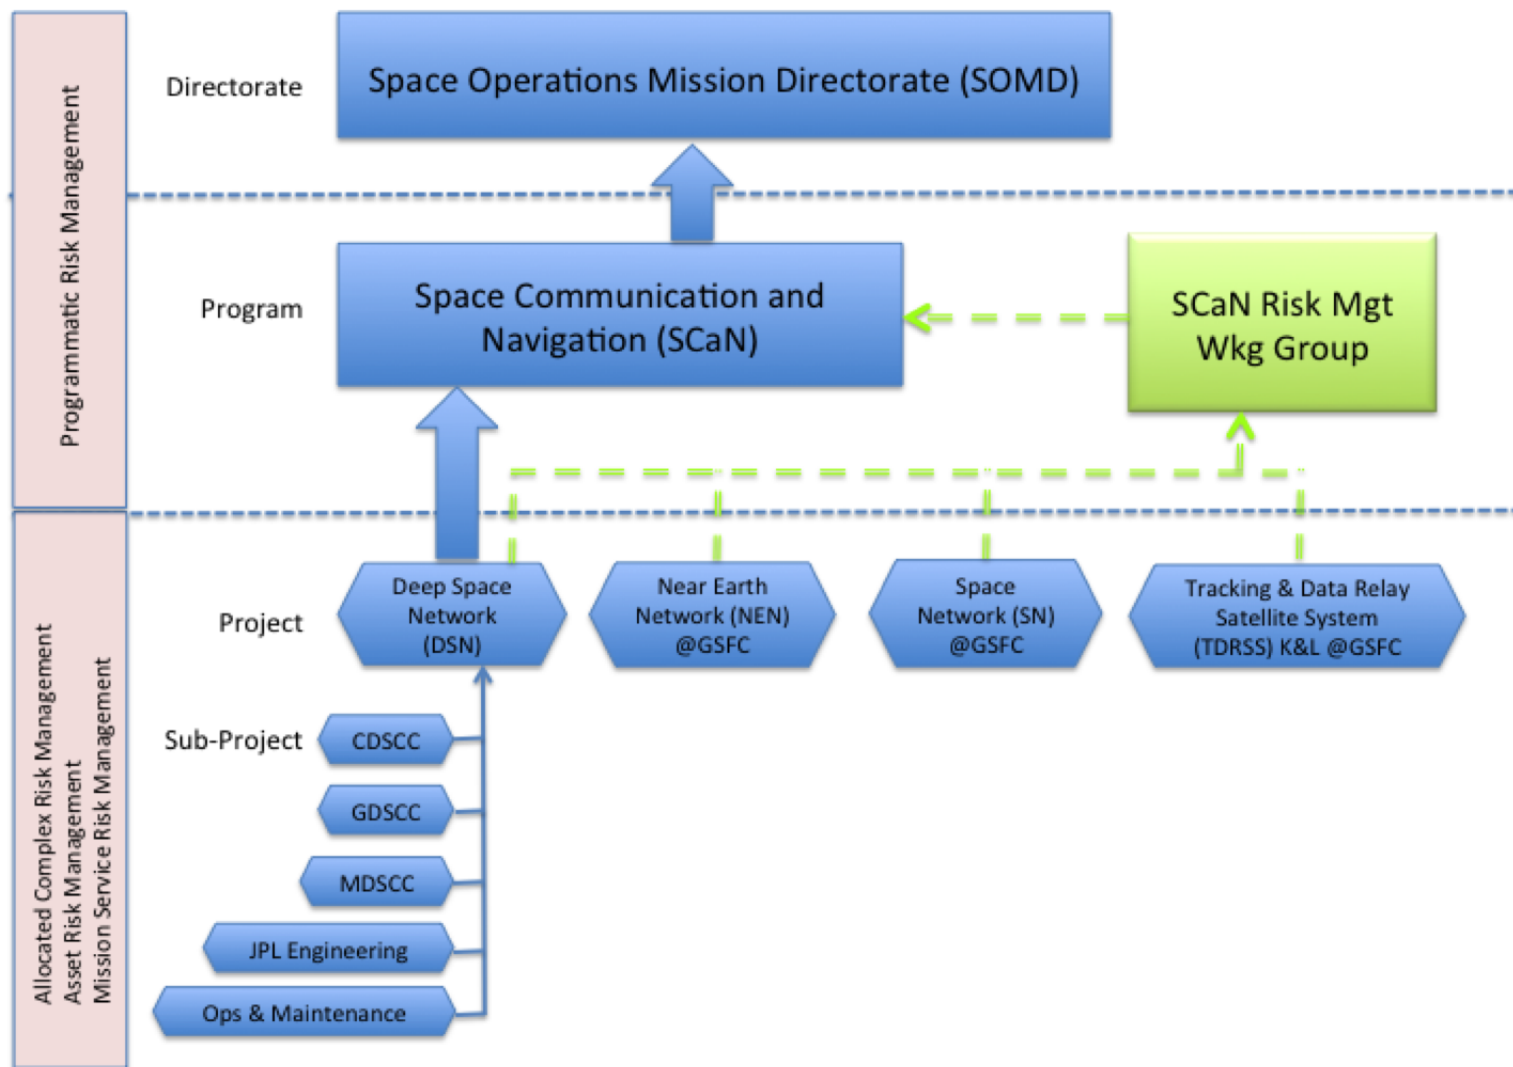 Programmatic Risk Management
Directorate
Space Operations Mission Directorate (SOMD)
Program
Space Communication and
Navigation (SCaN)
SCaN Risk Mgt
Wkg Group
Allocated Complex Risk Management
Asset Risk Management
Mission Service Risk Management
Project
Deep Space
Network
(DSN)
Near Earth
Network (NEN)
@GSFC
Space
Network (SN)
@GSFC
Tracking & Data Relay
Satellite System
(TDRSS) K&L @GSFC
Sub-Project
CDSCC
GDSCC
MDSCC
JPL Engineering
Ops & Maintenance